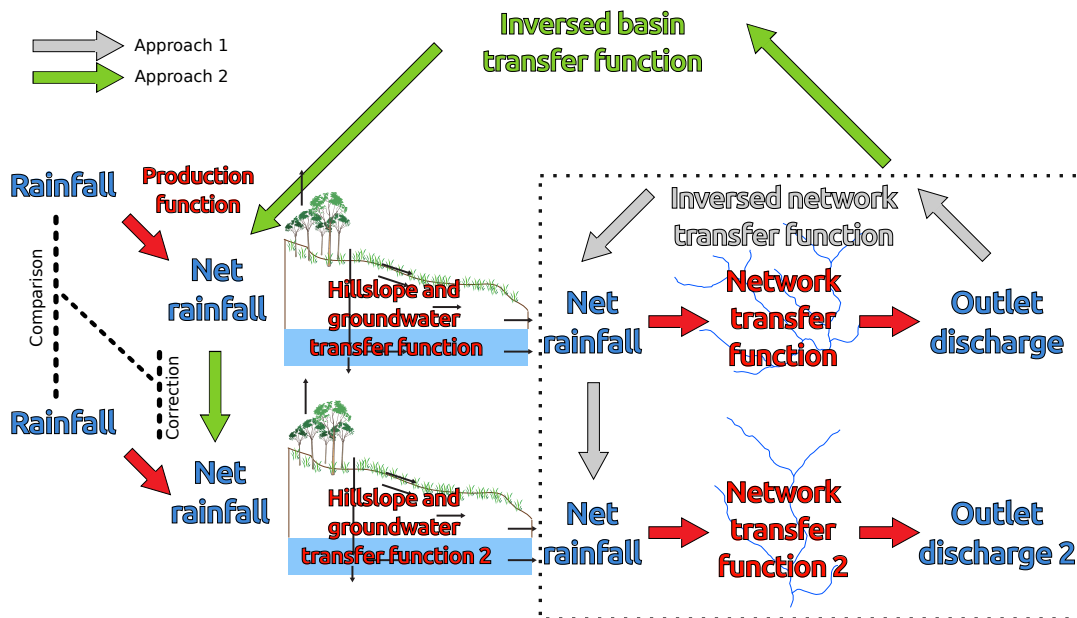 Inversed basin
transfer function
Approach 1
Approach 2
Rainfall
Production
function
Net
rainfall
Comparison
Correction
Rainfall
Net
rainfall
Hillslope and
groundwater
transfer function
Hillslope and
groundwater
transfer function 2
Inversed network
transfer function
Net
rainfall
Network
transfer
function
Outlet
discharge
Net
rainfall
Network
transfer
function 2
Outlet
discharge 2